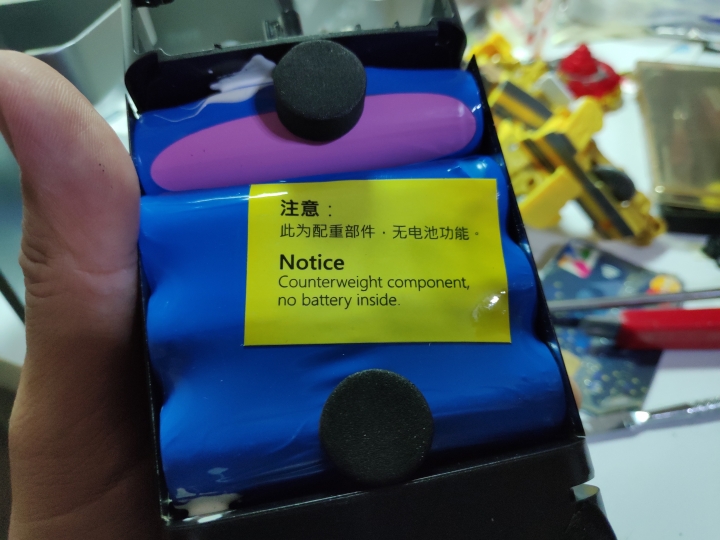 注意：
此为配重部件，无电池功能。
Notice
Counterweight component,
no battery inside.